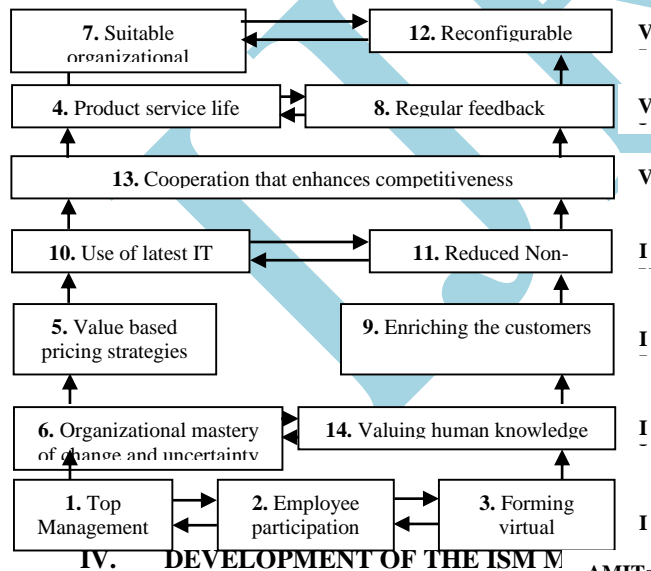 7. Suitable
organizational
12. Reconfigurable
V
4. Product service life
8. Regular feedback
V
13. Cooperation that enhances competitiveness
V
10. Use of latest IT
11. Reduced Non-
I
5. Value based
pricing strategies
9. Enriching the customers
I
6. Organizational mastery
of change and uncertainty
14. Valuing human knowledge
I
1. Top
Management
2. Employee
participation
3. Forming
virtual
I
IV. DEVELOPMENT OF THE ISM M